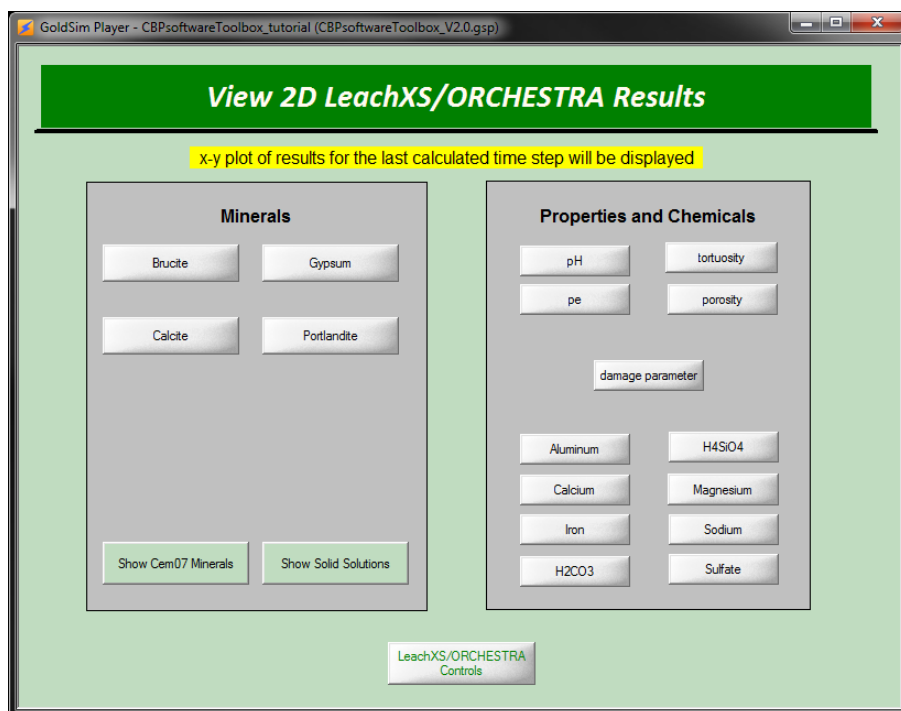 GoldSim Player - CBPsoftwareToolbox_tutorial (CBPsoftwareToolbox_V2.0.gsp)
View 2D LeachXS/ORCHESTRA Results
x-y plot of results for the last calculated time step will be displayed
Minerals
Brucite
Gypsum
Calcite
Portlandite
Show Cem07 Minerals
Show Solid Solutions
Properties and Chemicals
pH
tortuosity
pe
porosity
damage parameter
Aluminum
H4SiO4
Calcium
Magnesium
Iron
Sodium
H2CO3
Sulfate
LeachXS/ORCHESTRA
Controls